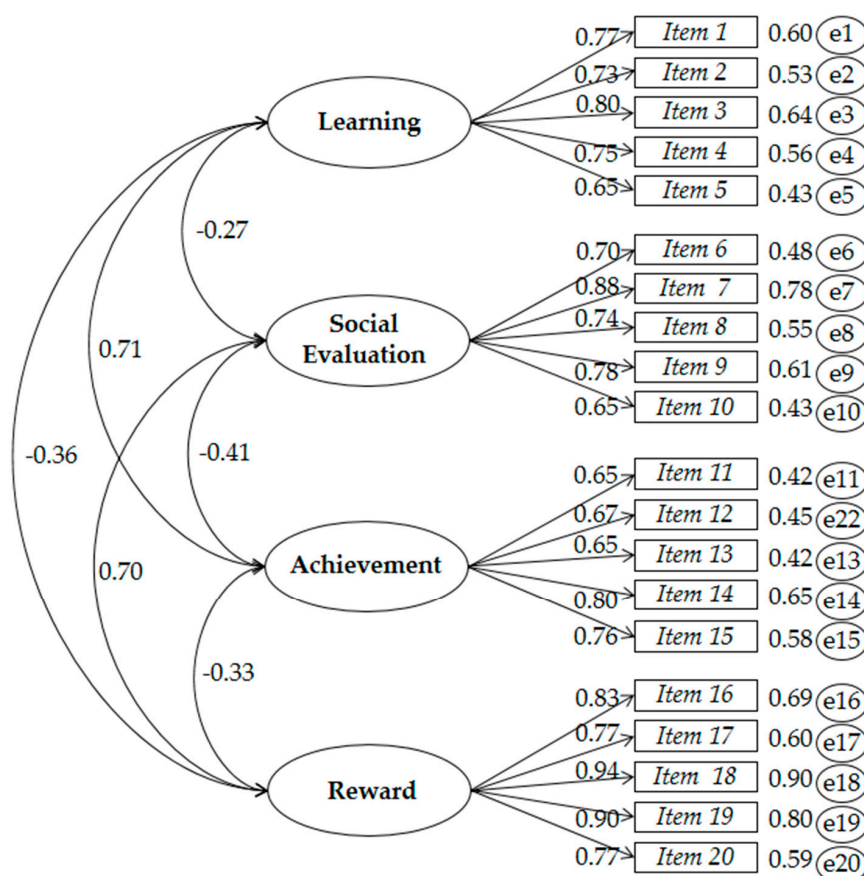 0.77 Item 1 0.60 e1
0.73 Item 2 0.53 e2
0.80 Item 3 0.64 e3
Learning
0.75 Item 4 0.56 e4
0.65 Item 5 0.43 e5
-0.27
0.70 Item 6 0.48 e6
0.88 Item 7 0.78 e7
0.74 Item 8 0.55 e8
Social
Evaluation
0.71
0.78 Item 9 0.61 e9
0.65 Item 10 0.43 e10
-0.36
-0.41
0.65 Item 11 0.42 e11
0.67 Item 12 0.45 e22
0.65 Item 13 0.42 e13
Achievement
0.70
0.80 Item 14 0.65 e14
0.76 Item 15 0.58 e15
-0.33
0.83 Item 16 0.69 e16
0.77 Item 17 0.60 e17
0.94 Item 18 0.90 e18
Reward
0.90 Item 19 0.80 e19
0.77 Item 20 0.59 e20